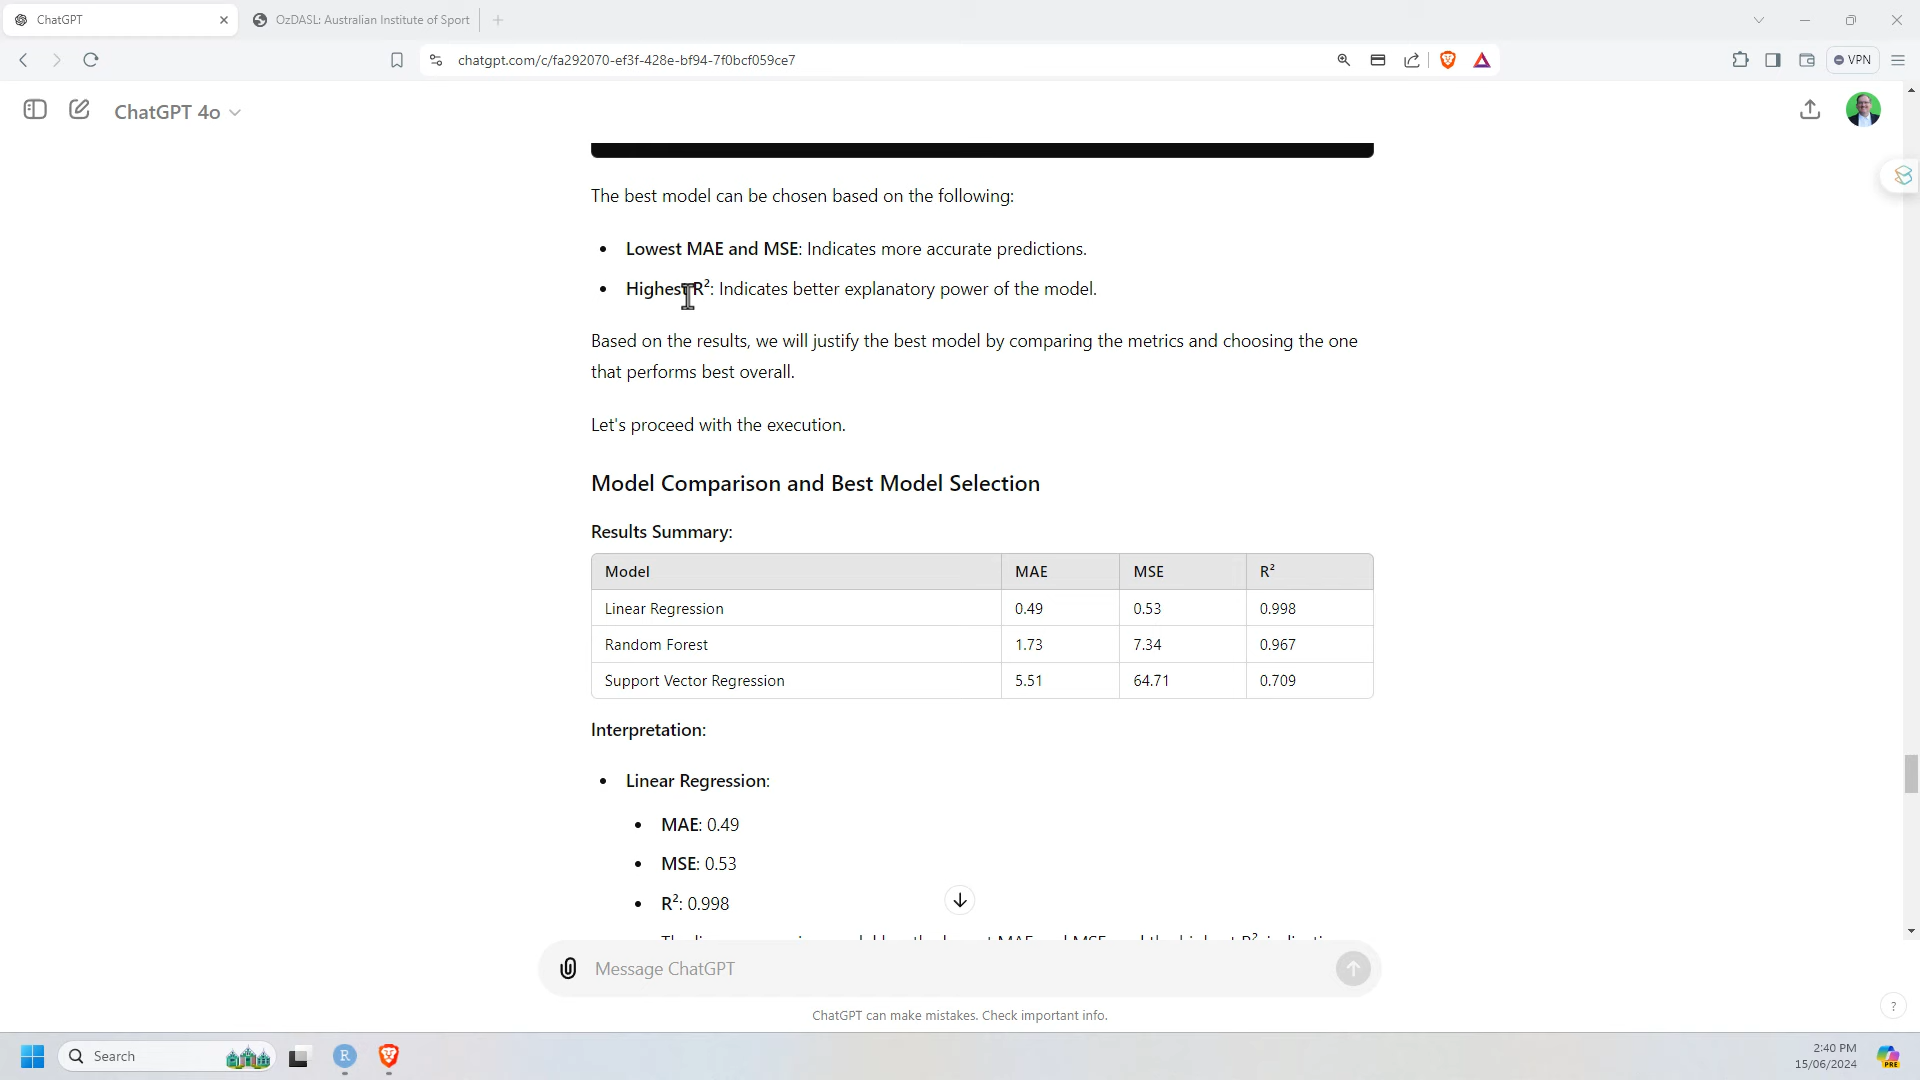 ChatGPT
OzDASL: Australian Institute of Sport
chatgpt.com/c/fa292070-ef3f-428e-bf94-7f0bcf059ce7
VPN
ChatGPT 4o
The best model can be chosen based on the following:
• Lowest MAE and MSE: Indicates more accurate predictions.
• Highest R²: Indicates better explanatory power of the model.
Based on the results, we will justify the best model by comparing the metrics and choosing the one
that performs best overall.
Let's proceed with the execution.
Model Comparison and Best Model Selection
Results Summary:
Model MAE MSE R²
Linear Regression 0.49 0.53 0.998
Random Forest 1.73 7.34 0.967
Support Vector Regression 5.51 64.71 0.709
Interpretation:
• Linear Regression:
• MAE: 0.49
• MSE: 0.53
• R²: 0.998
Message ChatGPT
ChatGPT can make mistakes. Check important info.
?
Search
R
2:40 PM
15/06/2024
PRE